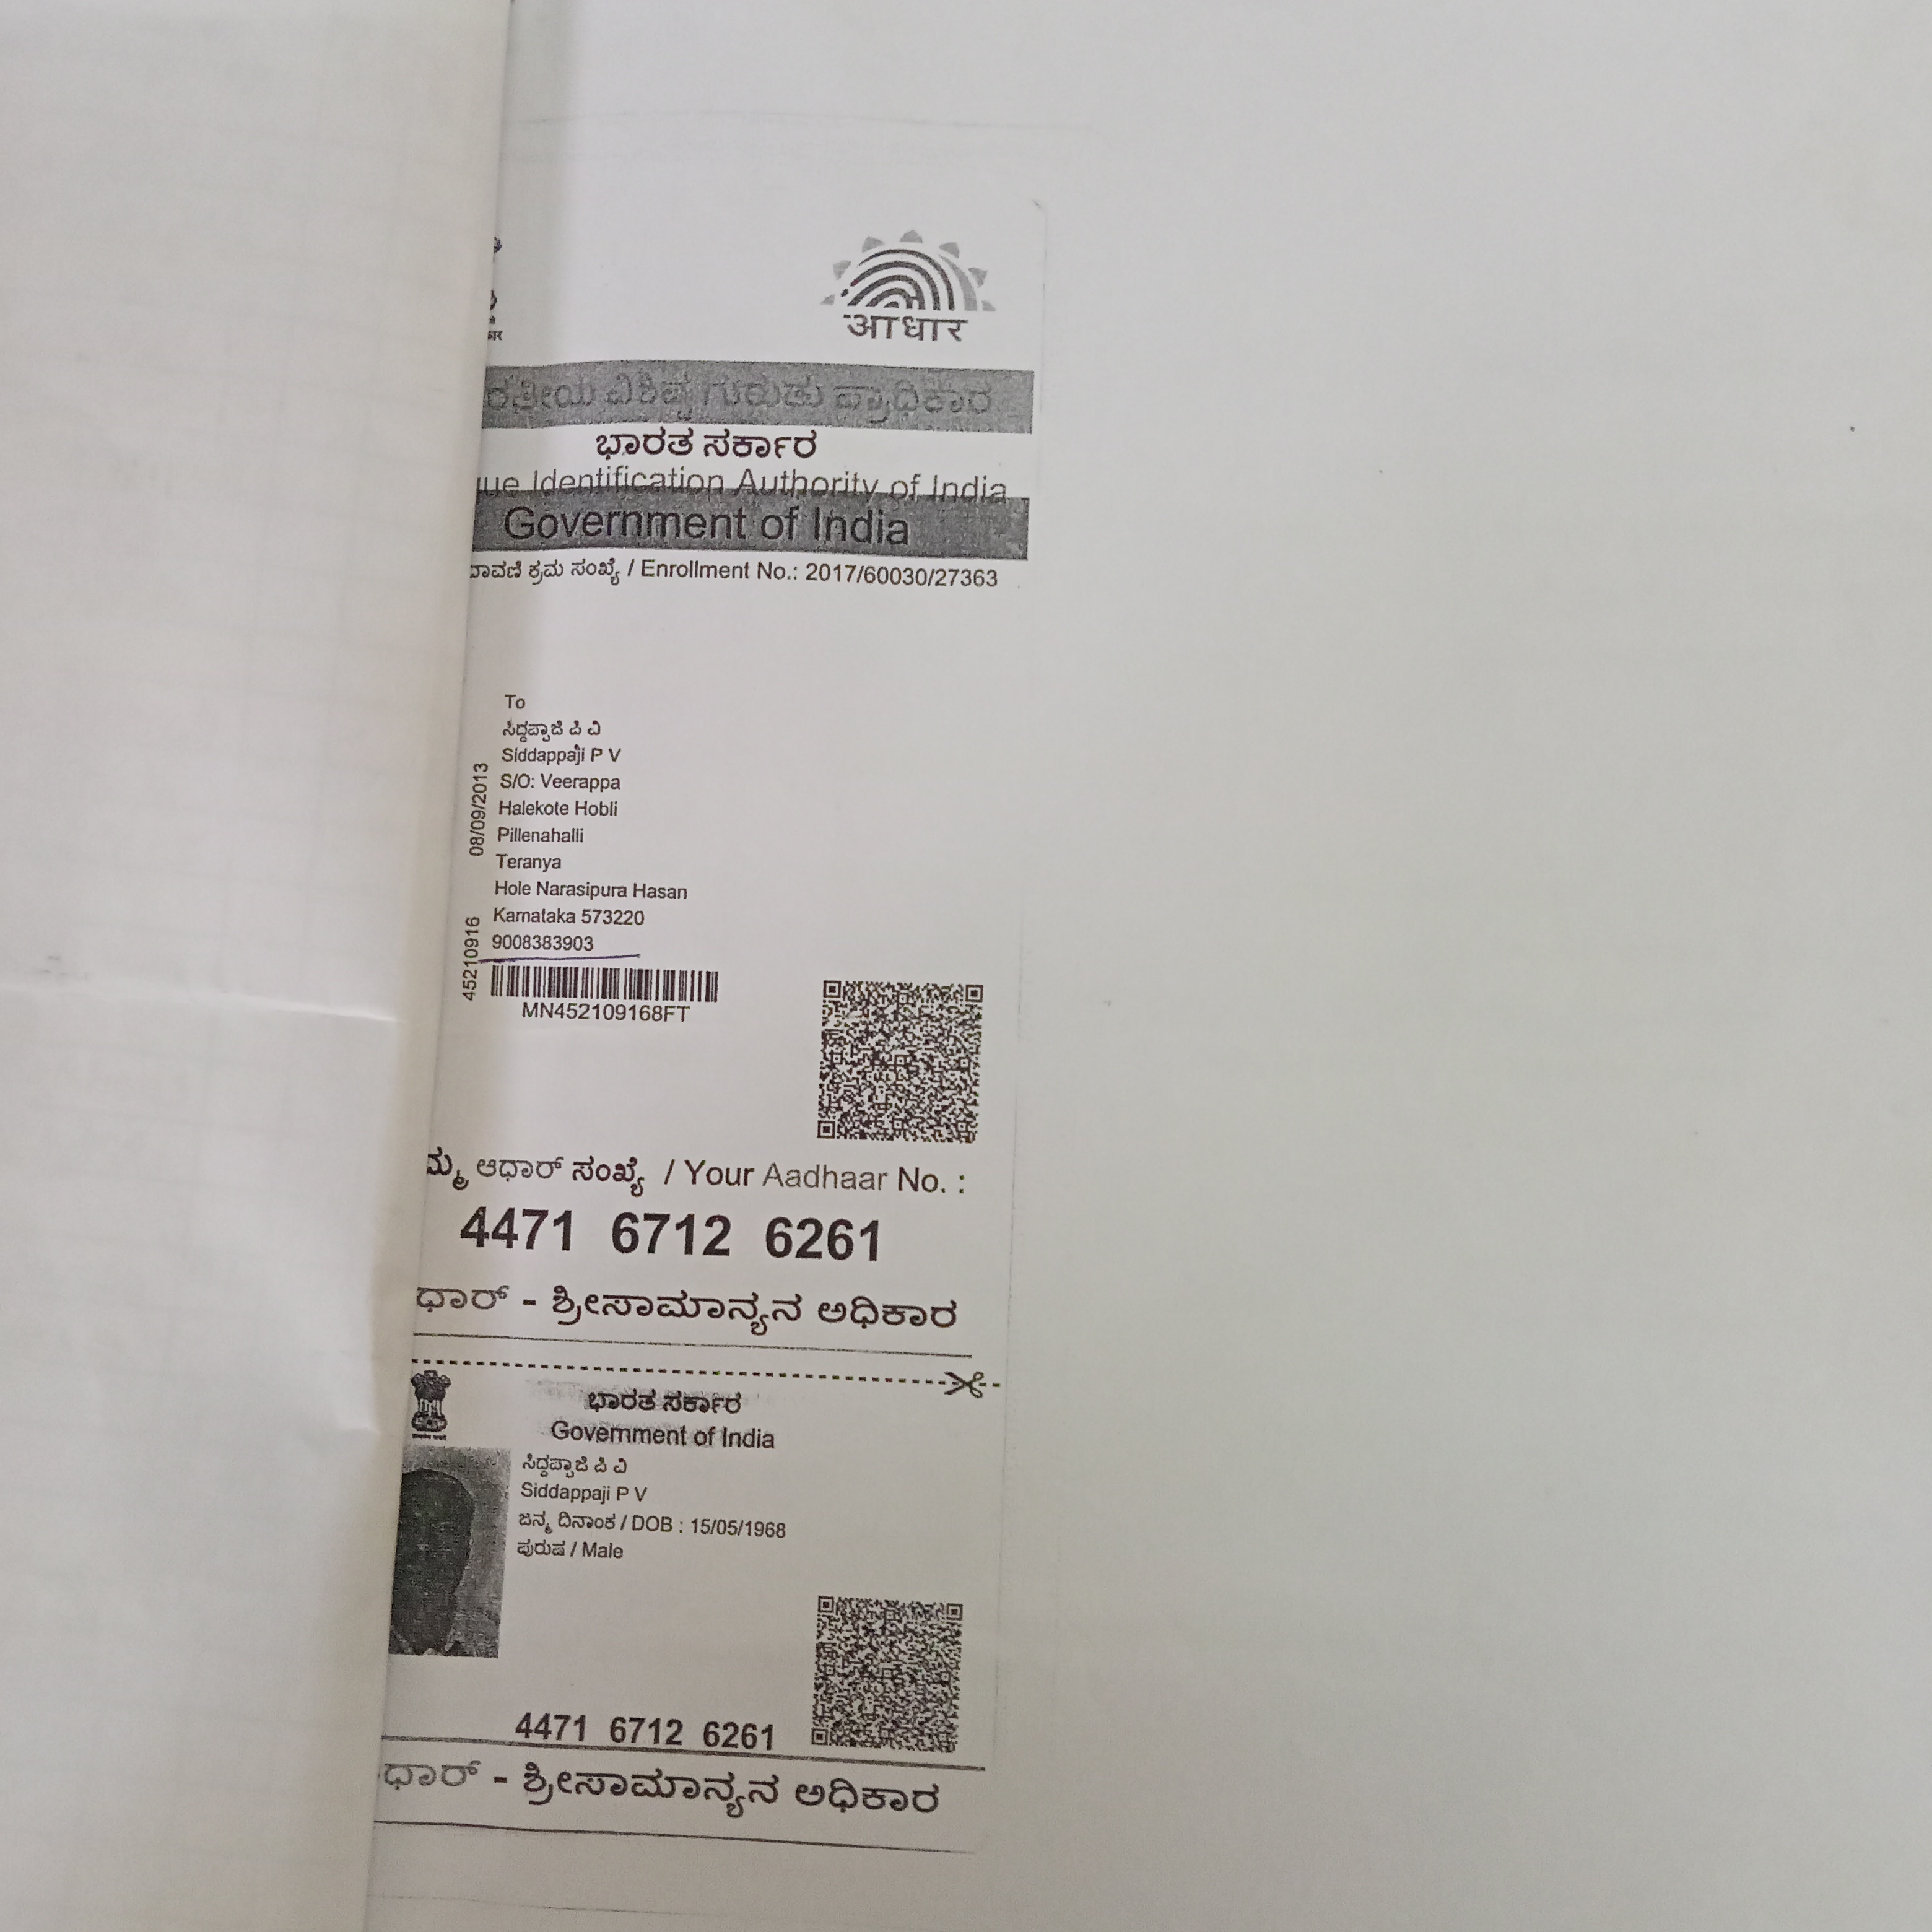 आधार
ರತೀಯ ವಿಶಿಷ್ಟ ಗುರುತು ಪ್ರಾಧಿಕಾರ
ಭಾರತ ಸರ್ಕಾರ
ue Identification Authority of India
Government of India
ದಾವಣೆ ಕ್ರಮ ಸಂಖ್ಯೆ / Enrollment No.: 2017/60030/27363
To
ಸಿದ್ದಪ್ಪಾಜಿ ಪಿ ವಿ
Siddappaji P V
S/O: Veerappa
Halekote Hobli
Pillenahalli
Teranya
Hole Narasipura Hasan
Karnataka 573220
9008383903
08/09/2013
45210916
MN452109168FT
ಮ್ಮ ಆಧಾರ್ ಸಂಖ್ಯೆ / Your Aadhaar No. :
4471 6712 6261
ಧಾರ್ - ಶ್ರೀಸಾಮಾನ್ಯನ ಅಧಿಕಾರ
ಭಾರತ ಸರ್ಕಾರ
Government of India
ಸಿದ್ದಪ್ಪಾಜಿ ಪಿ ವಿ
Siddappaji P V
ಜನ್ಮ ದಿನಾಂಕ / DOB : 15/05/1968
ಪುರುಷ / Male
4471 6712 6261
ಧಾರ್ - ಶ್ರೀಸಾಮಾನ್ಯನ ಅಧಿಕಾರ